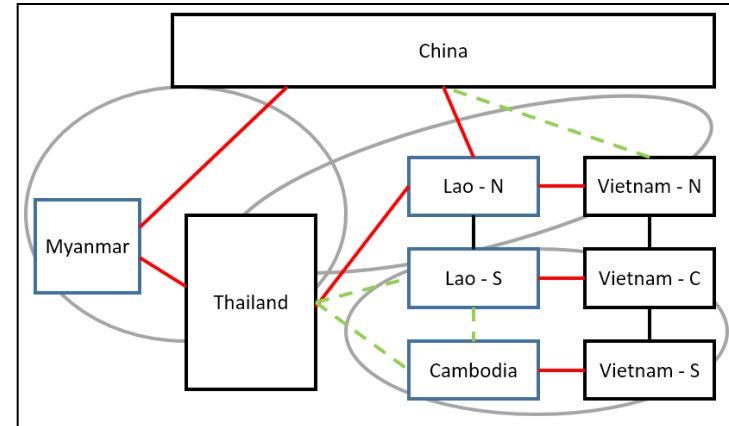 China
Lao - N
Vietnam - N
Myanmar
Thailand
Lao - S
Vietnam - C
Cambodia
Vietnam - S